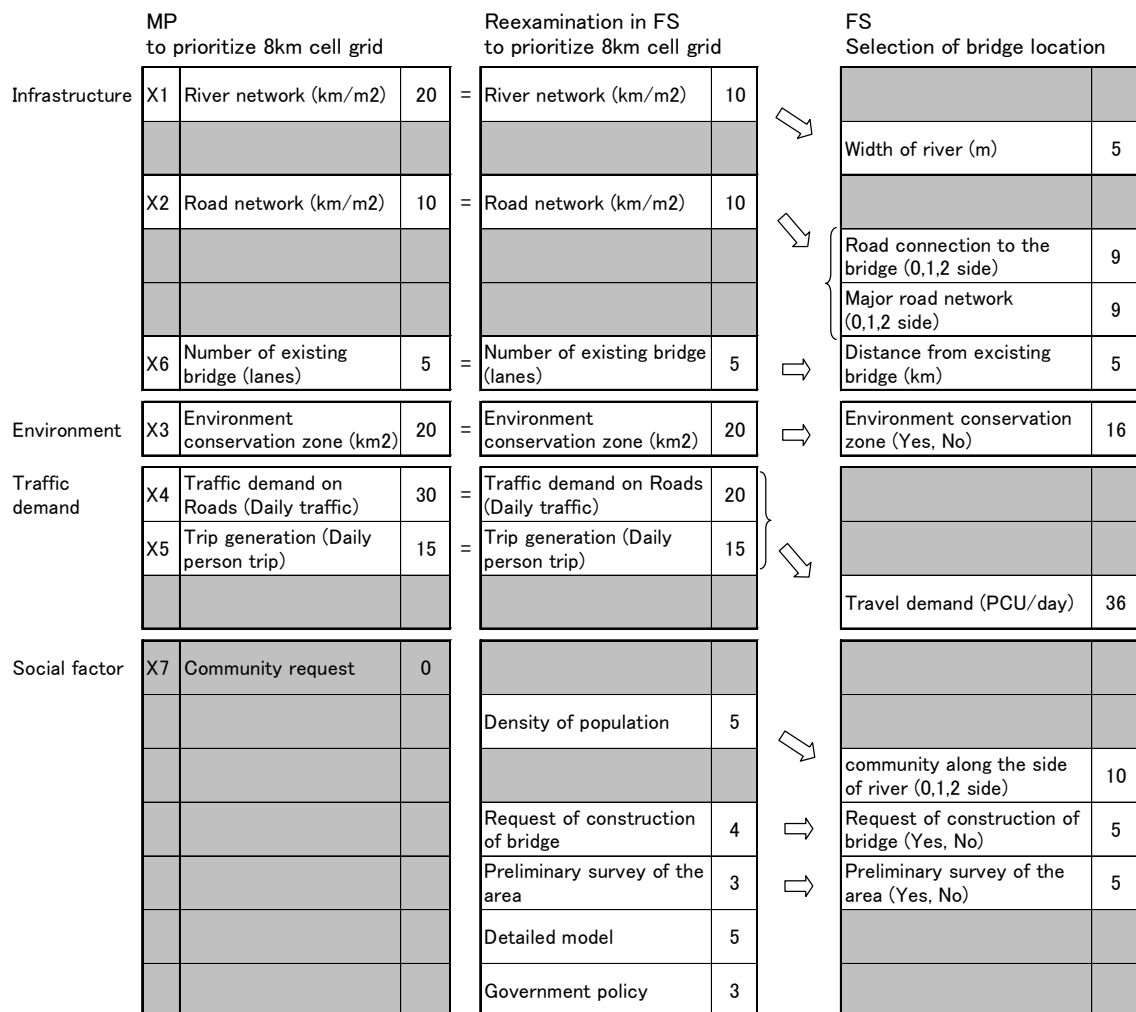 MP
to prioritize 8km cell grid
Reexamination in FS
to prioritize 8km cell grid
FS
Selection of bridge location
Infrastructure X1 River network (km/m2) 20 = River network (km/m2) 10
Width of river (m) 5
X2 Road network (km/m2) 10 = Road network (km/m2) 10
Road connection to the
bridge (0,1,2 side) 9
Major road network
(0,1,2 side) 9
X6 Number of existing
bridge (lanes) 5 = Number of existing bridge
(lanes) 5 Distance from excisting
bridge (km) 5
Environment X3 Environment
conservation zone (km2) 20 = Environment
conservation zone (km2) 20 Environment conservation
zone (Yes, No) 16
Traffic
demand X4 Traffic demand on
Roads (Daily traffic) 30 = Traffic demand on Roads
(Daily traffic) 20
X5 Trip generation (Daily
person trip) 15 = Trip generation (Daily
person trip) 15
Travel demand (PCU/day) 36
Social factor X7 Community request 0
Density of population 5
community along the side
of river (0,1,2 side) 10
Request of construction
of bridge 4 Request of construction of
bridge (Yes, No) 5
Preliminary survey of the
area 3 Preliminary survey of the
area (Yes, No) 5
Detailed model 5
Government policy 3